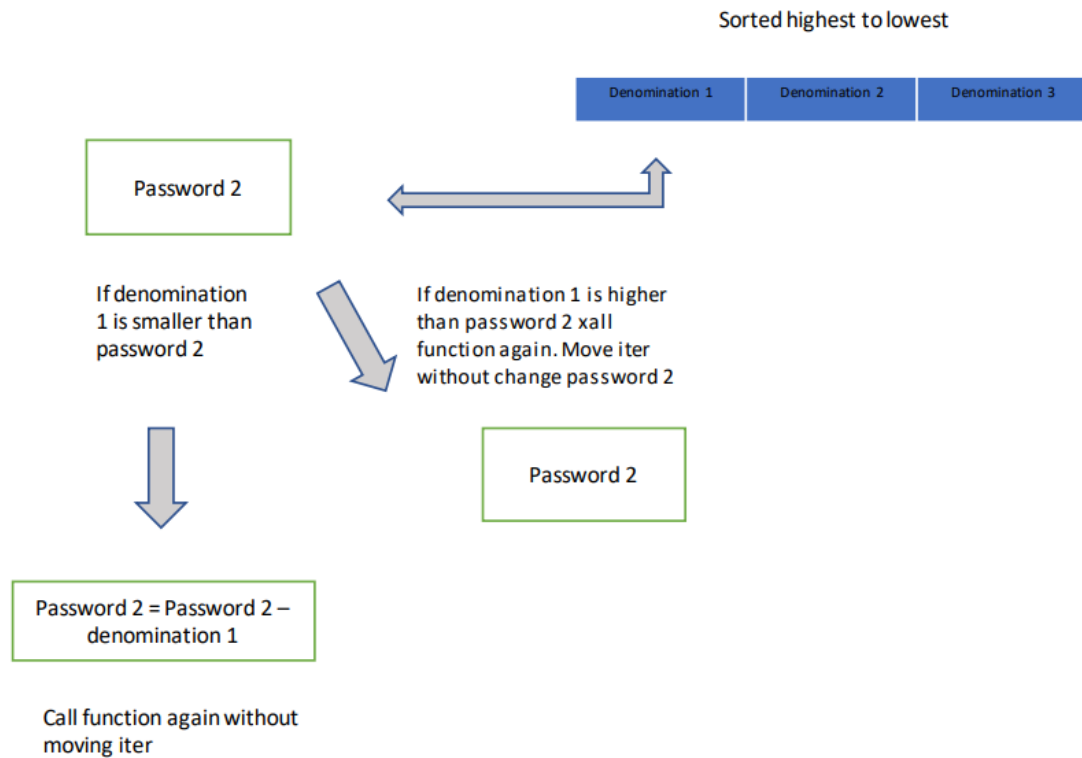 Sorted highest to lowest
Denomination 1 Denomination 2 Denomination 3
Password 2
If denomination
1 is smaller than
password 2
If denomination 1 is higher
than password 2 xall
function again. Move iter
without change password 2
Password 2
Password 2 = Password 2 –
denomination 1
Call function again without
moving iter